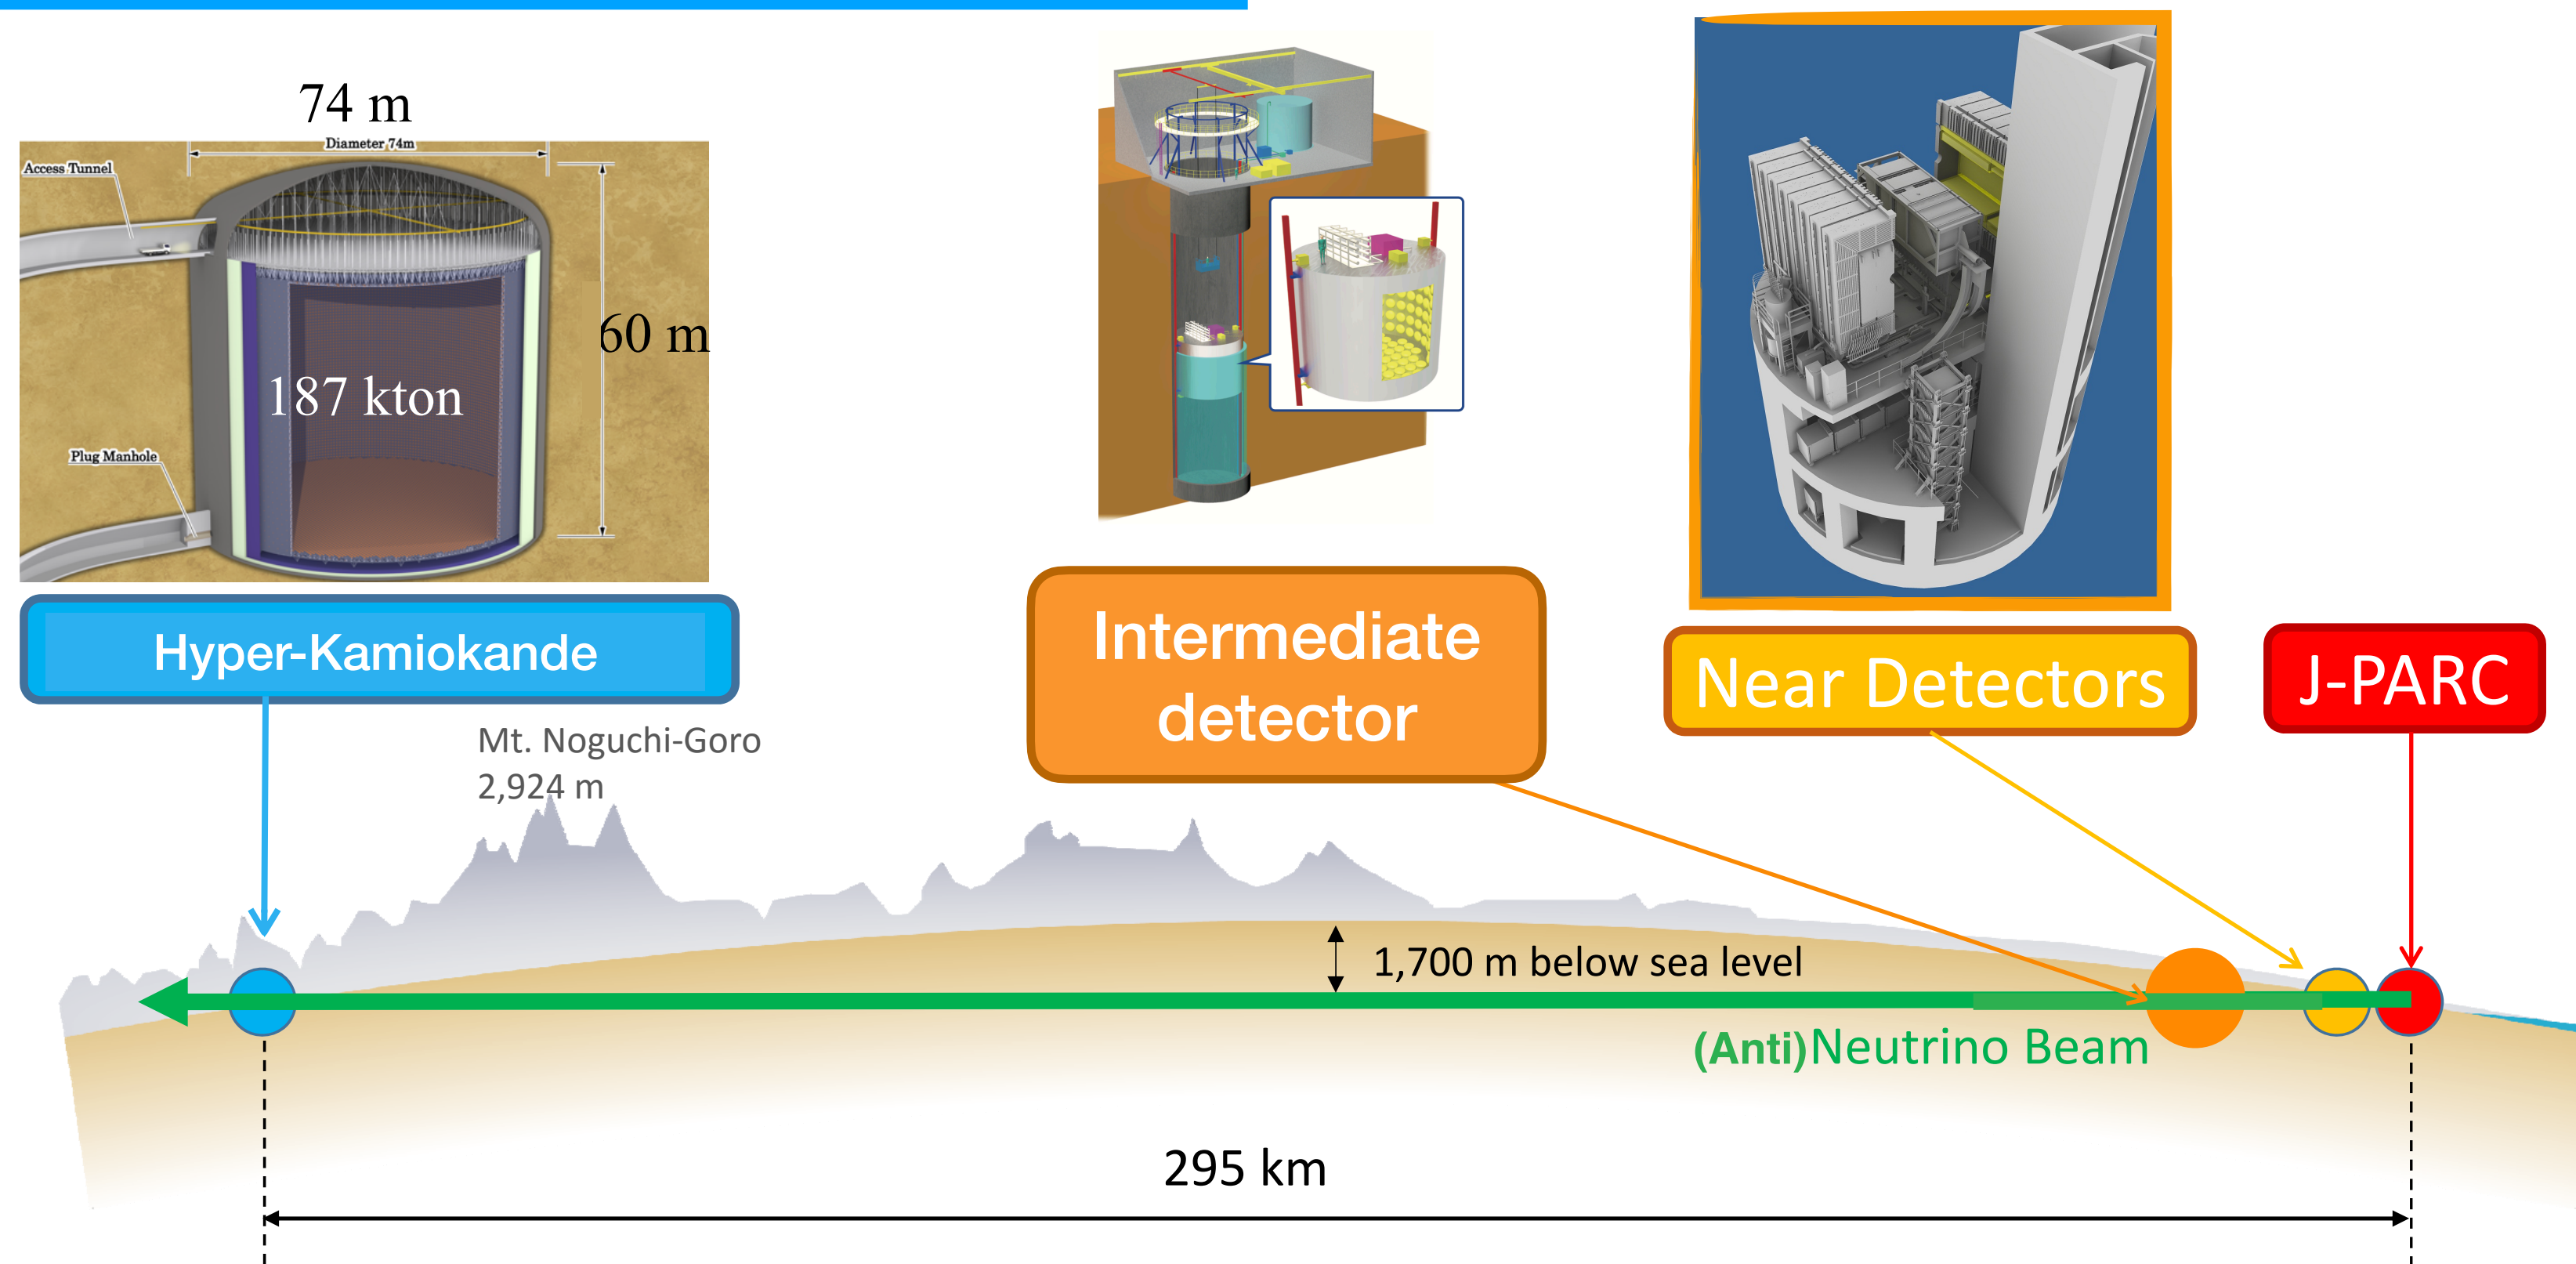 74 m
Diameter 74m
Access Tunnel
60 m
187 kton
Plug Manhole
Hyper-Kamiokande
Intermediate
detector
Near Detectors
J-PARC
Mt. Noguchi-Goro
2,924 m
1,700 m below sea level
(Anti)Neutrino Beam
295 km